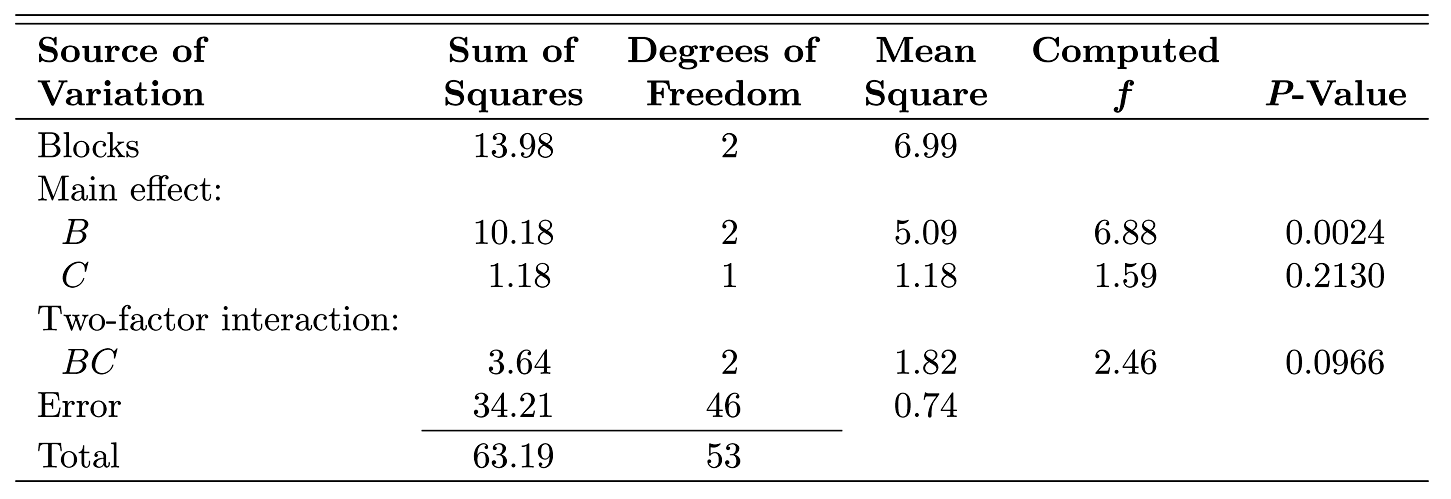 Source of Sum of Degrees of Mean Computed
Variation Squares Freedom Square f P-Value
Blocks 13.98 2 6.99
Main effect:
B 10.18 2 5.09 6.88 0.0024
C 1.18 1 1.18 1.59 0.2130
Two-factor interaction:
BC 3.64 2 1.82 2.46 0.0966
Error 34.21 46 0.74
Total 63.19 53